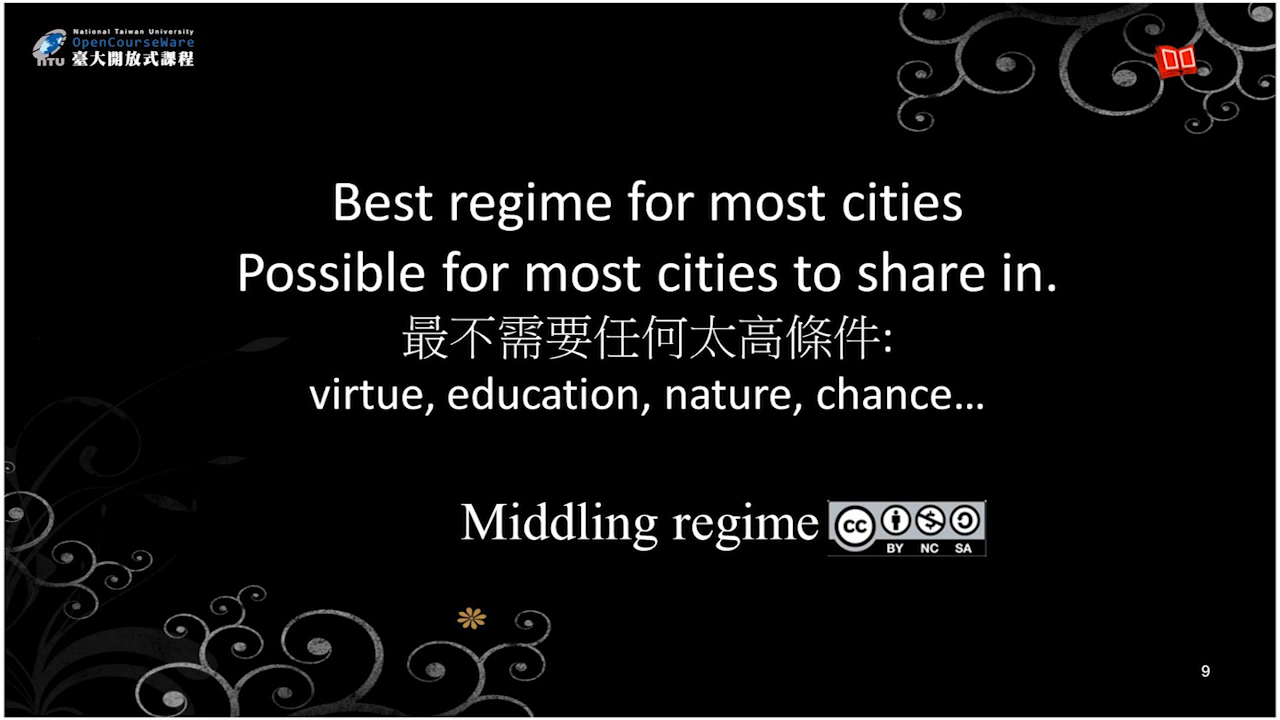 National Taiwan University
OpenCourseWare
NTU 臺大開放式課程
Best regime for most cities
Possible for most cities to share in.
最不需要任何太高條件:
virtue, education, nature, chance…
Middling regime
cc BY NC SA
9